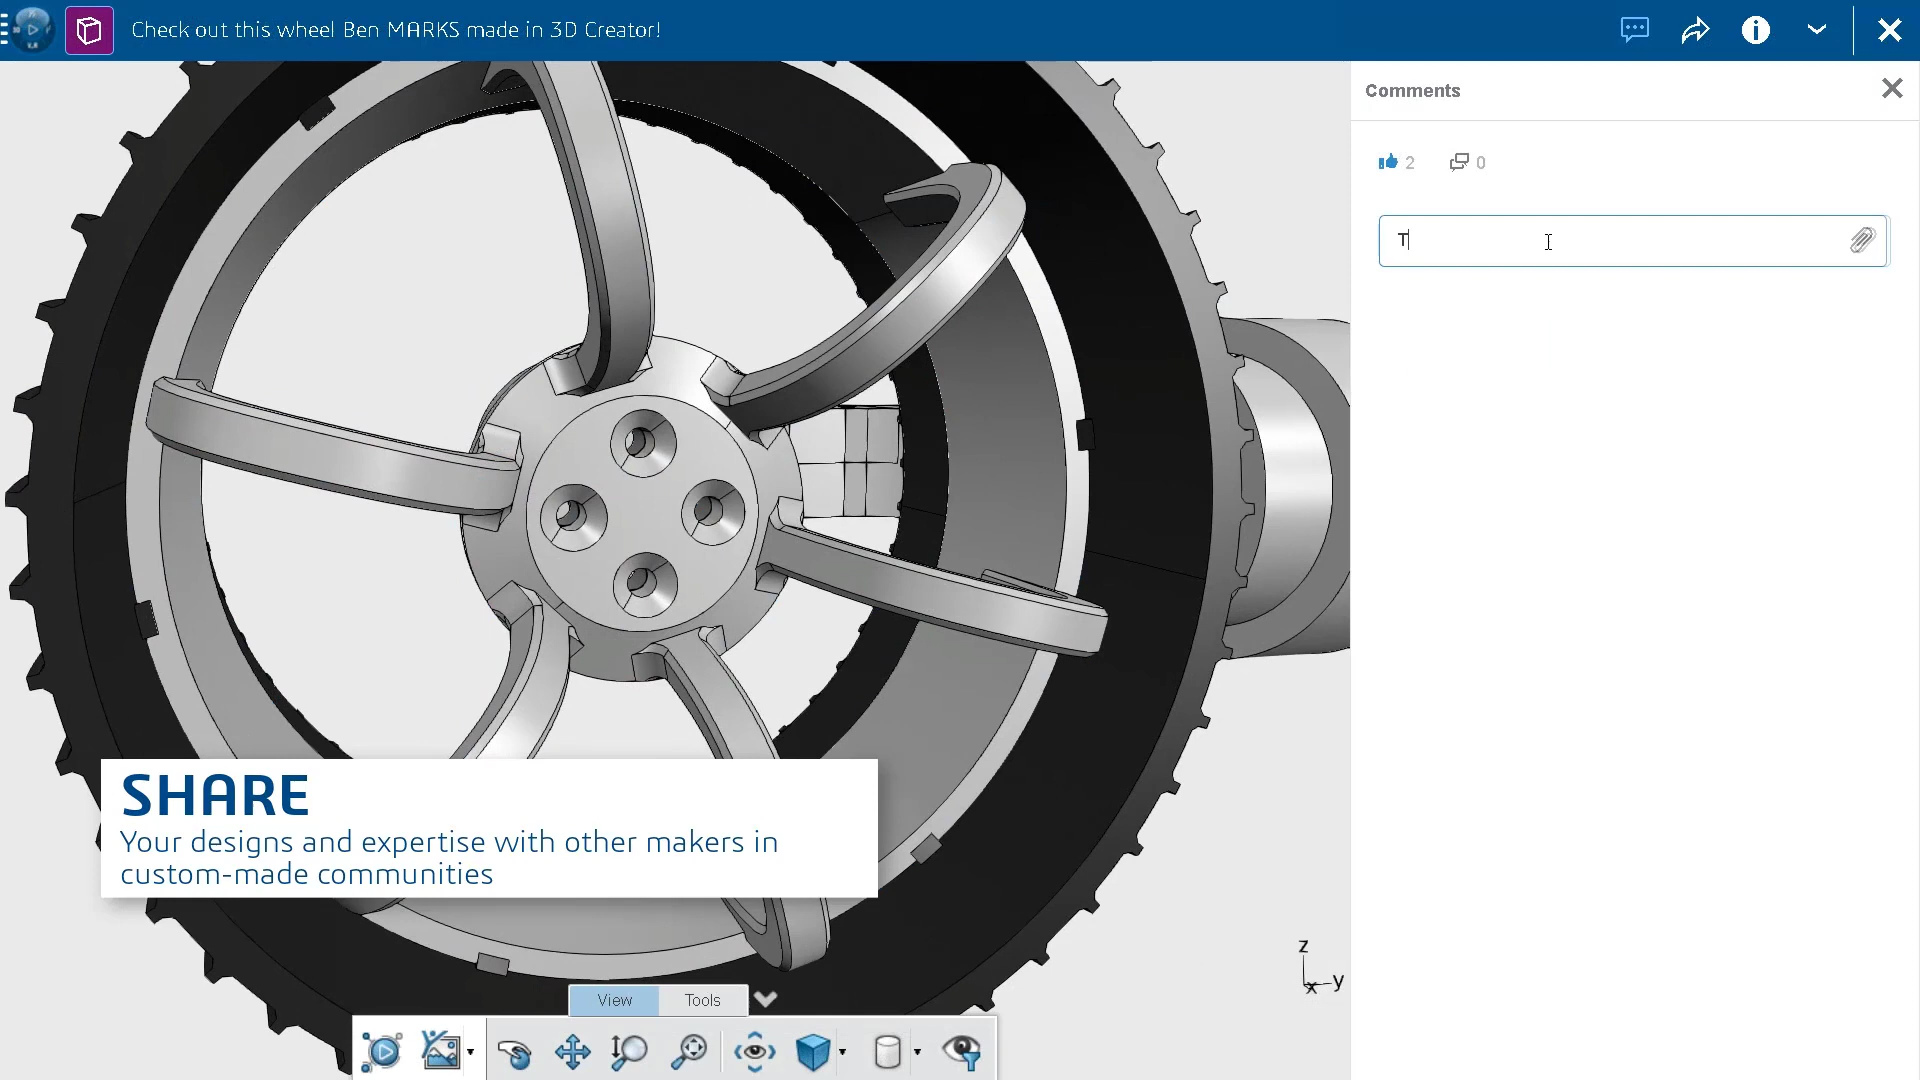 Check out this wheel Ben MARKS made in 3D Creator!
Comments
2
0
T
SHARE
Your designs and expertise with other makers in
custom-made communities
z
y
x
View
Tools